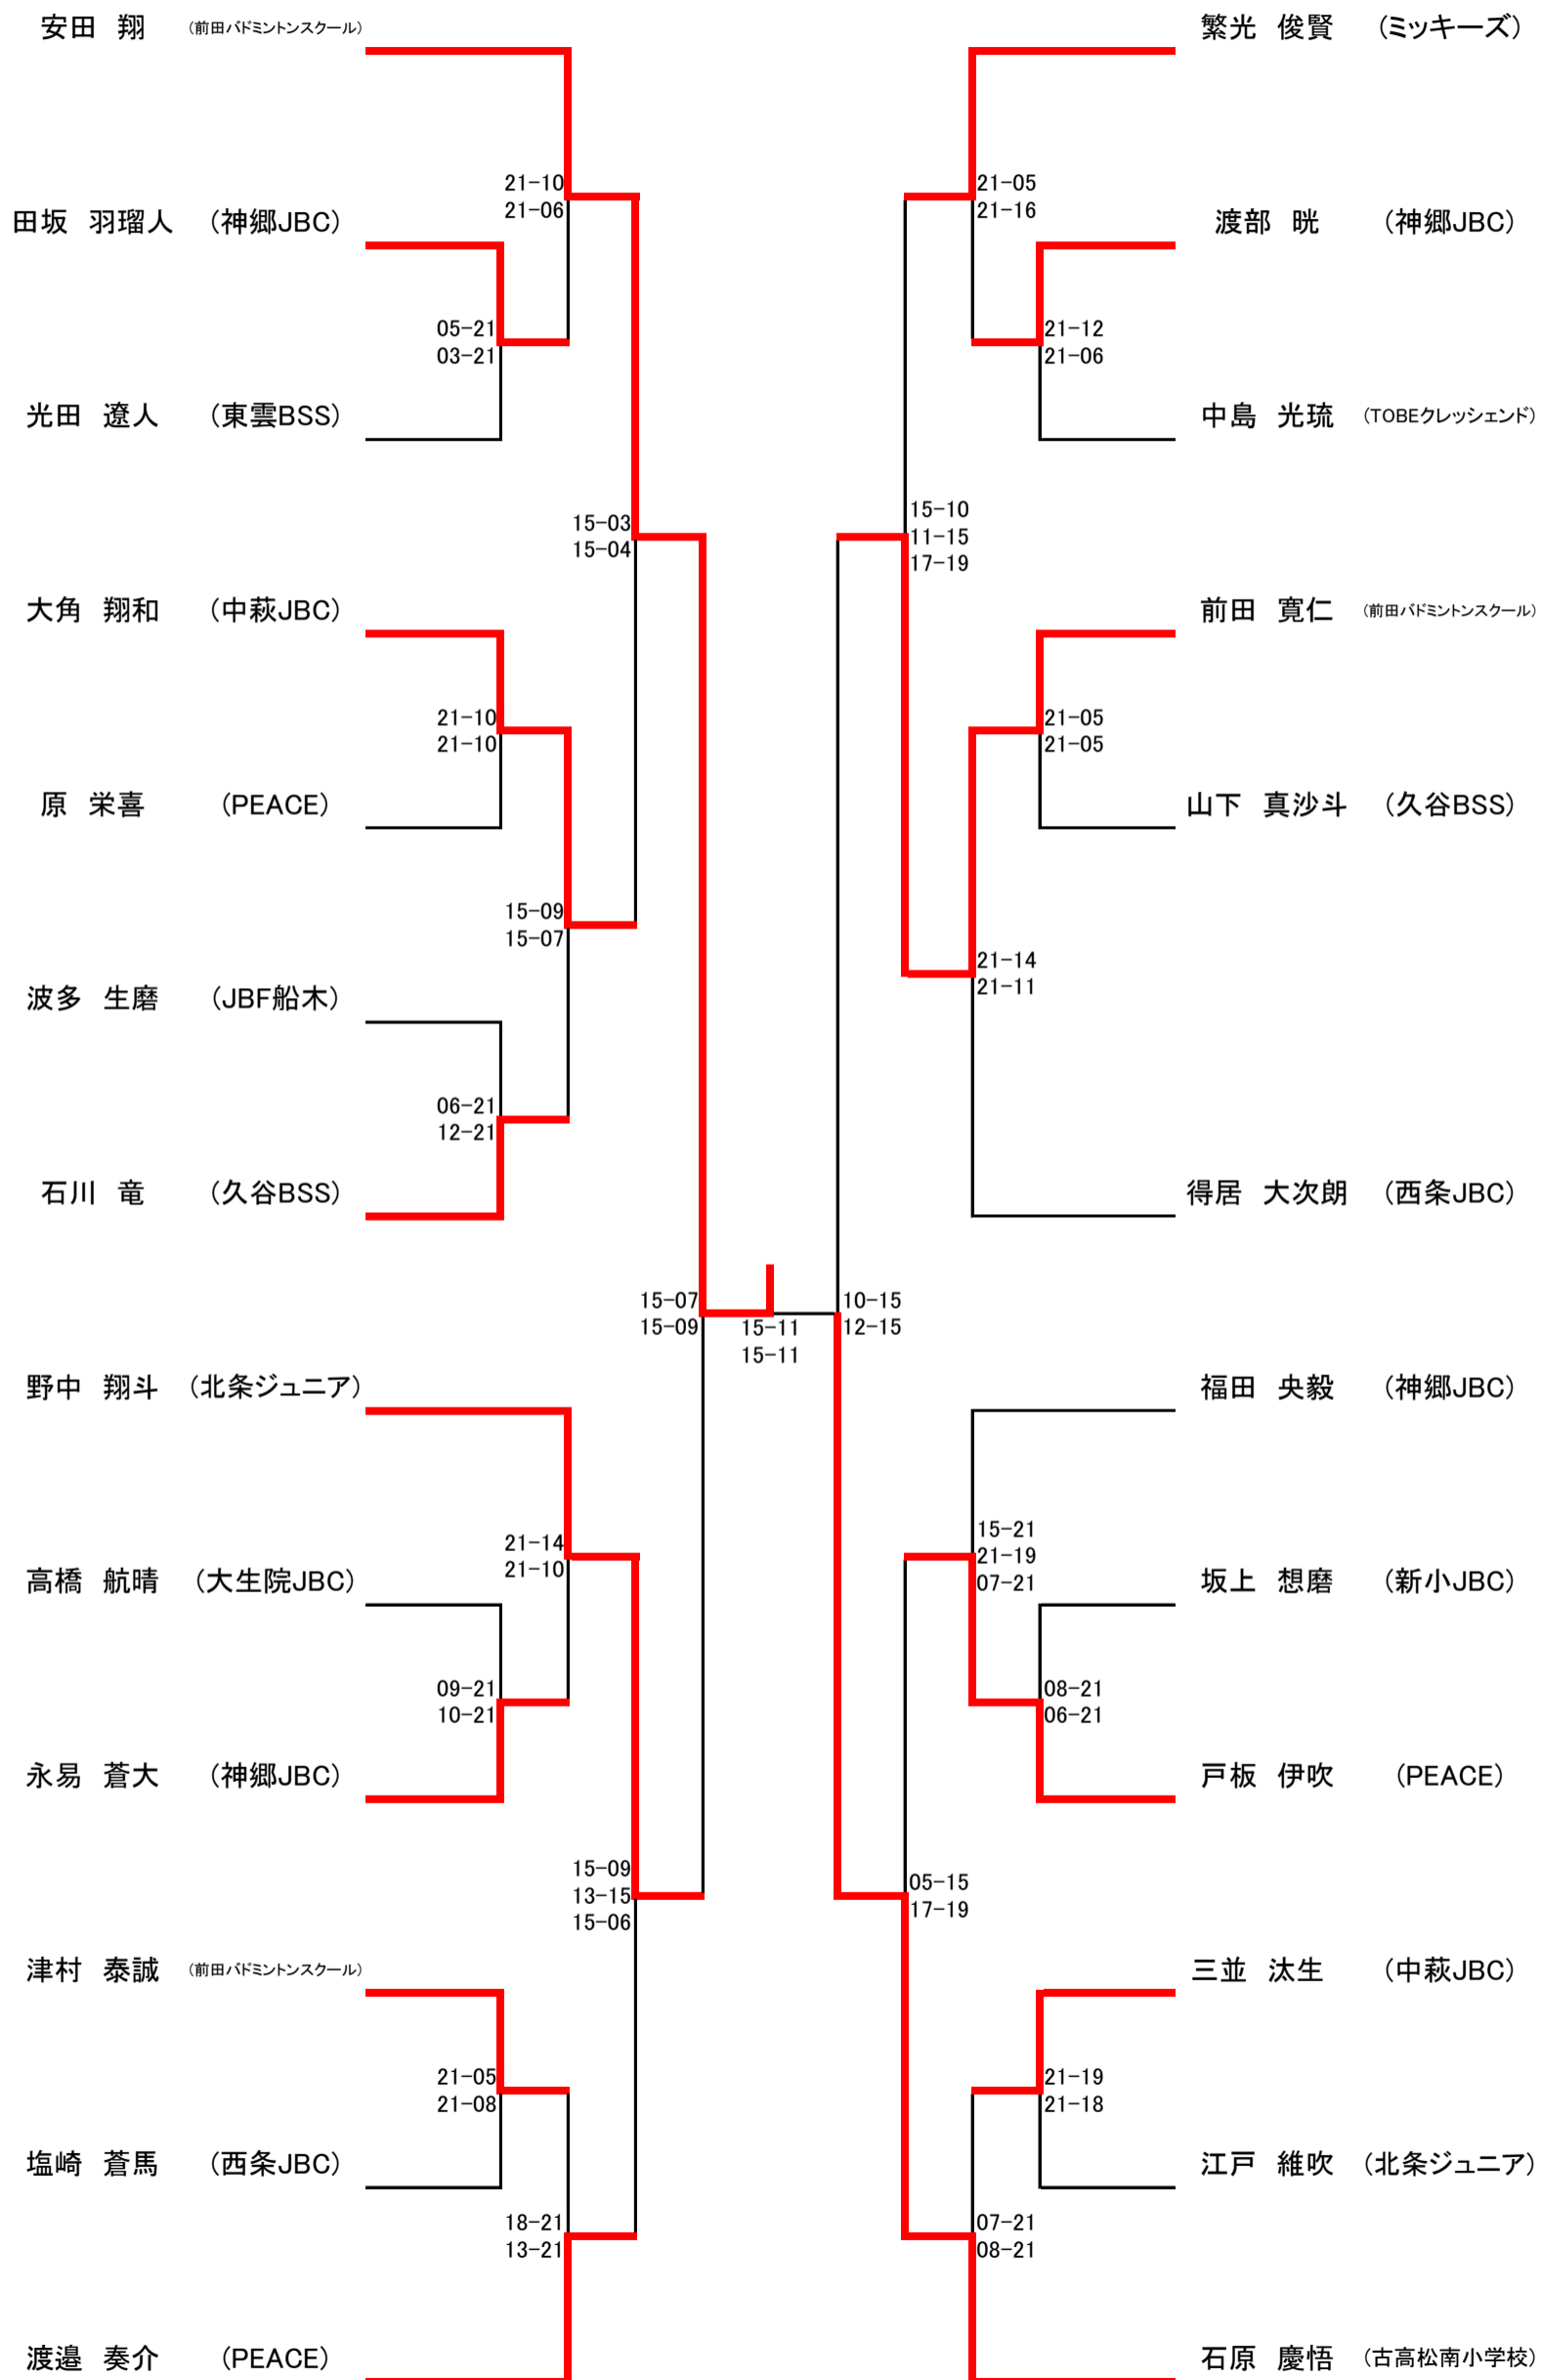 安田 翔 (前田バドミントンスクール)
21-10
21-06
田坂 羽瑠人 (神郷JBC)
05-21
03-21
光田 遼人 (東雲BSS)
15-03
15-04
大角 翔和 (中萩JBC)
21-10
21-10
原 栄喜 (PEACE)
15-09
15-07
波多 生磨 (JBF船木)
06-21
12-21
石川 竜 (久谷BSS)
15-07
15-09
15-11
15-11
野中 翔斗 (北条ジュニア)
21-14
21-10
高橋 航晴 (大生院JBC)
09-21
10-21
永易 蒼大 (神郷JBC)
15-09
13-15
15-06
津村 泰誠 (前田バドミントンスクール)
21-05
21-08
塩崎 蒼馬 (西条JBC)
18-21
13-21
渡邉 奏介 (PEACE)
繁光 俊賢 (ミッキーズ)
21-05
21-16
渡部 晄 (神郷JBC)
21-12
21-06
中島 光琉 (TOBEクレッシェンド)
15-10
11-15
17-19
前田 寛仁 (前田バドミントンスクール)
21-05
21-05
山下 真沙斗 (久谷BSS)
21-14
21-11
得居 大次朗 (西条JBC)
10-15
12-15
福田 央毅 (神郷JBC)
15-21
21-19
07-21
坂上 想磨 (新小JBC)
08-21
06-21
戸板 伊吹 (PEACE)
05-15
17-19
三並 汰生 (中萩JBC)
21-19
21-18
江戸 維吹 (北条ジュニア)
07-21
08-21
石原 慶悟 (古高松南小学校)